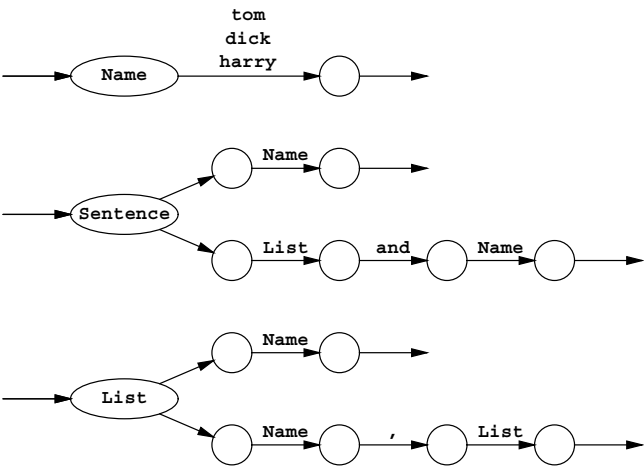 tom
dick
harry
Name
Name
Sentence
List and Name
Name
List
Name , List